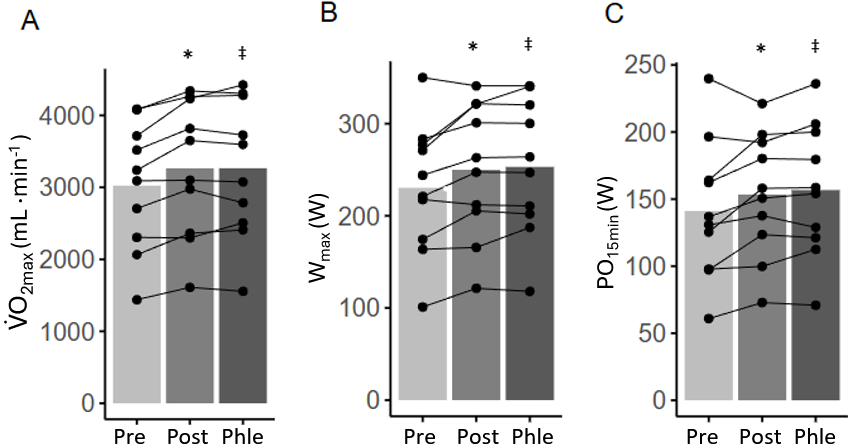 A
B
C
* ‡
* ‡
* ‡
V̇O2max (mL ·min-1)
4000
3000
2000
1000
0
Pre Post Phle
Wmax (W)
300
200
100
0
Pre Post Phle
PO15min (W)
250
200
150
100
50
0
Pre Post Phle